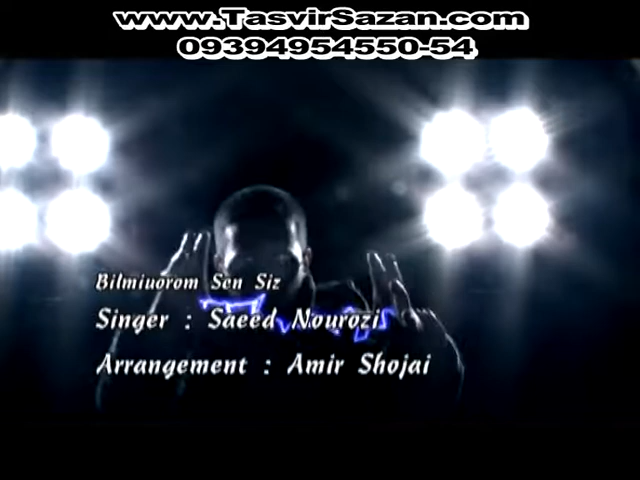 www.TasvirSazan.com
09394954550-54
Bilmiuorom Sen Siz
Singer : Saeed Nourozi
Arrangement : Amir Shojai